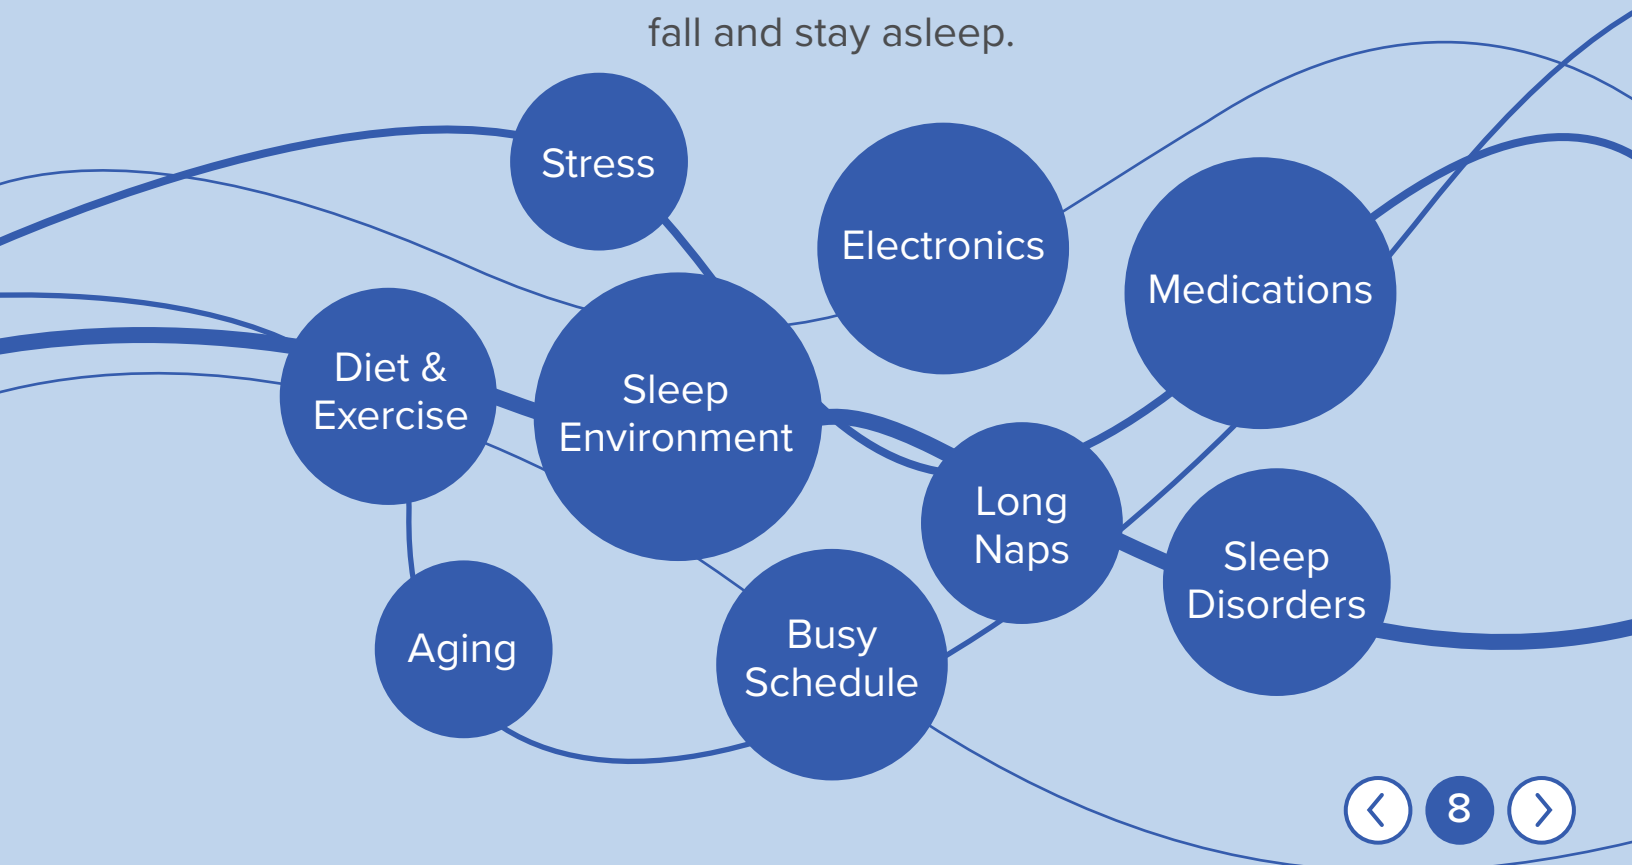 fall and stay asleep.
Stress
Electronics
Medications
Diet &
Exercise
Sleep
Environment
Long
Naps
Sleep
Disorders
Aging
Busy
Schedule
8